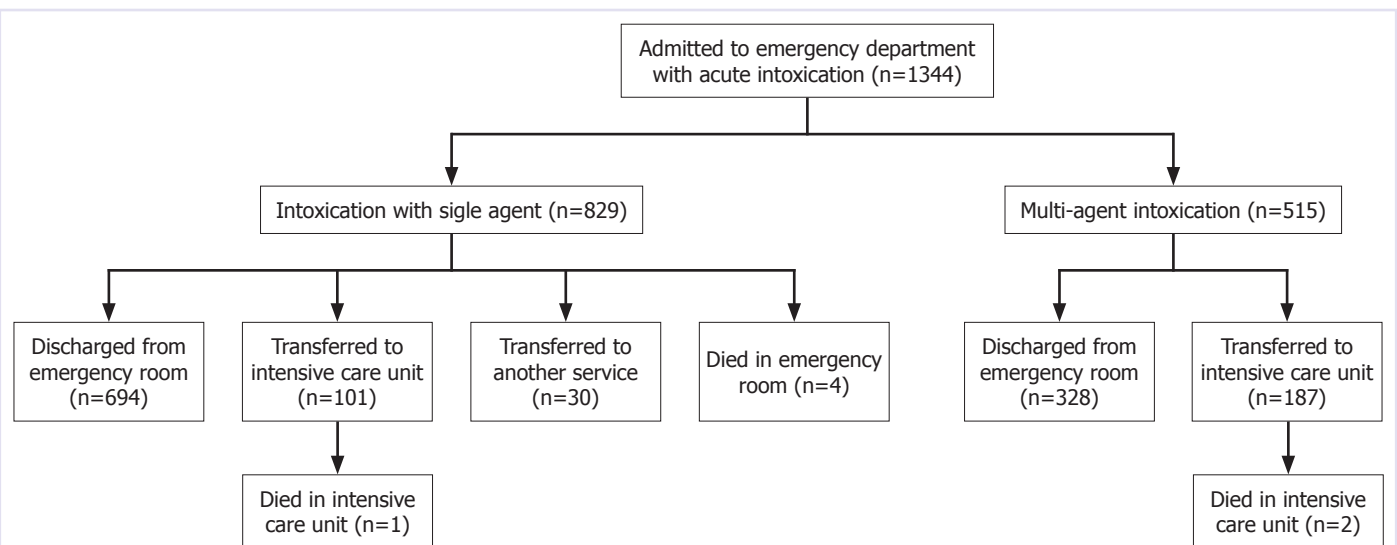 Admitted to emergency department
with acute intoxication (n=1344)
Intoxication with sigle agent (n=829)
Multi-agent intoxication (n=515)
Discharged from
emergency room
(n=694)
Transferred to
intensive care unit
(n=101)
Transferred to
another service
(n=30)
Died in emergency
room (n=4)
Discharged from
emergency room
(n=328)
Transferred to
intensive care unit
(n=187)
Died in intensive
care unit (n=1)
Died in intensive
care unit (n=2)